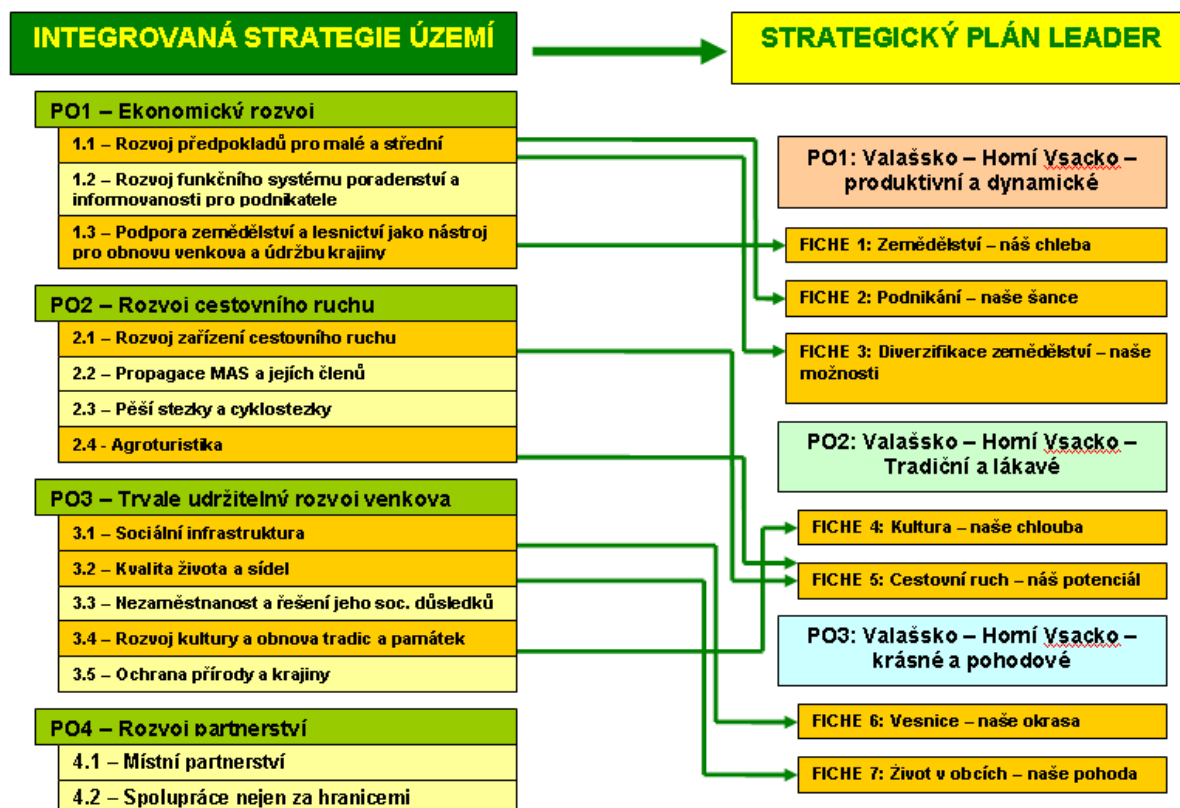 INTEGROVANÁ STRATEGIE ÚZEMÍ
PO1 – Ekonomický rozvoj
1.1 – Rozvoj předpokladů pro malé a střední
1.2 – Rozvoj funkčního systému poradenství a
informovanosti pro podnikatele
1.3 – Podpora zemědělství a lesnictví jako nástroj
pro obnovu venkova a údržbu krajiny
PO2 – Rozvoj cestovního ruchu
2.1 – Rozvoj zařízení cestovního ruchu
2.2 – Propagace MAS a jejích členů
2.3 – Pěší stezky a cyklostezky
2.4 - Agroturistika
PO3 – Trvale udržitelný rozvoj venkova
3.1 – Sociální infrastruktura
3.2 – Kvalita života a sídel
3.3 – Nezaměstnanost a řešení jeho soc. důsledků
3.4 – Rozvoj kultury a obnova tradic a památek
3.5 – Ochrana přírody a krajiny
PO4 – Rozvoj partnerství
4.1 – Místní partnerství
4.2 – Spolupráce nejen za hranicemi
STRATEGICKÝ PLÁN LEADER
PO1: Valašsko – Horní Vsacko –
produktivní a dynamické
FICHE 1: Zemědělství – náš chleba
FICHE 2: Podnikání – naše šance
FICHE 3: Diverzifikace zemědělství – naše
možnosti
PO2: Valašsko – Horní Vsacko –
Tradiční a lákavé
FICHE 4: Kultura – naše chlouba
FICHE 5: Cestovní ruch – náš potenciál
PO3: Valašsko – Horní Vsacko –
krásné a pohodové
FICHE 6: Vesnice – naše okrasa
FICHE 7: Život v obcích – naše pohoda